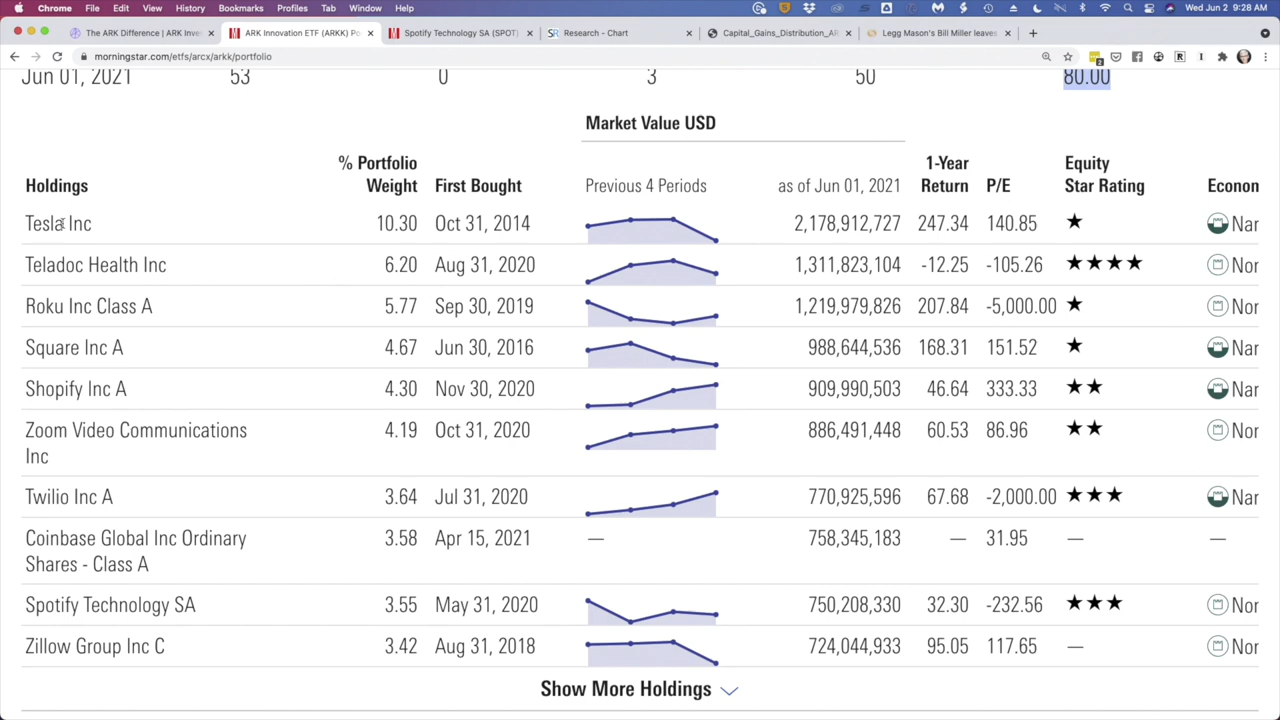 Chrome File Edit View History Bookmarks Profiles Tab Window Help Wed Jun 2 9:28 AM
The ARK Difference | ARK Inves ARK Innovation ETF (ARKK) Po Spotify Technology SA (SPOT) Research - Chart Capital_Gains_Distribution_AR Legg Mason's Bill Miller leaves
morningstar.com/etfs/arcx/arkk/portfolio
Jun 01, 2021 53 0 3 50 80.00
Market Value USD
% Portfolio 1-Year Equity
Holdings Weight First Bought Previous 4 Periods as of Jun 01, 2021 Return P/E Star Rating Econon
Tesla Inc 10.30 Oct 31, 2014 2,178,912,727 247.34 140.85 ★ Nar
Teladoc Health Inc 6.20 Aug 31, 2020 1,311,823,104 -12.25 -105.26 ★★★★ Nor
Roku Inc Class A 5.77 Sep 30, 2019 1,219,979,826 207.84 -5,000.00 ★ Nor
Square Inc A 4.67 Jun 30, 2016 988,644,536 168.31 151.52 ★ Nar
Shopify Inc A 4.30 Nov 30, 2020 909,990,503 46.64 333.33 ★★ Nar
Zoom Video Communications 4.19 Oct 31, 2020 886,491,448 60.53 86.96 ★★ Nor
Inc
Twilio Inc A 3.64 Jul 31, 2020 770,925,596 67.68 -2,000.00 ★★★ Nar
Coinbase Global Inc Ordinary 3.58 Apr 15, 2021 — 758,345,183 — 31.95 — —
Shares - Class A
Spotify Technology SA 3.55 May 31, 2020 750,208,330 32.30 -232.56 ★★★ Nor
Zillow Group Inc C 3.42 Aug 31, 2018 724,044,933 95.05 117.65 — Nor
Show More Holdings